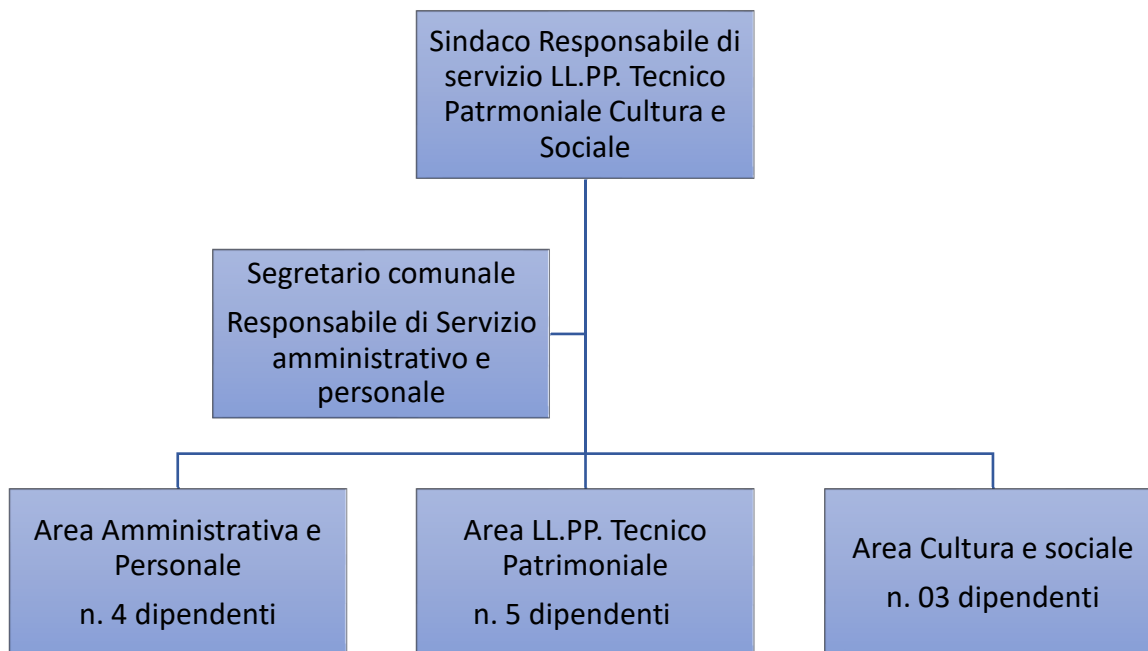 Sindaco Responsabile di
servizio LL.PP. Tecnico
Patrmoniale Cultura e
Sociale
Segretario comunale
Responsabile di Servizio
amministrativo e
personale
Area Amministrativa e
Personale
n. 4 dipendenti
Area LL.PP. Tecnico
Patrimoniale
n. 5 dipendenti
Area Cultura e sociale
n. 03 dipendenti